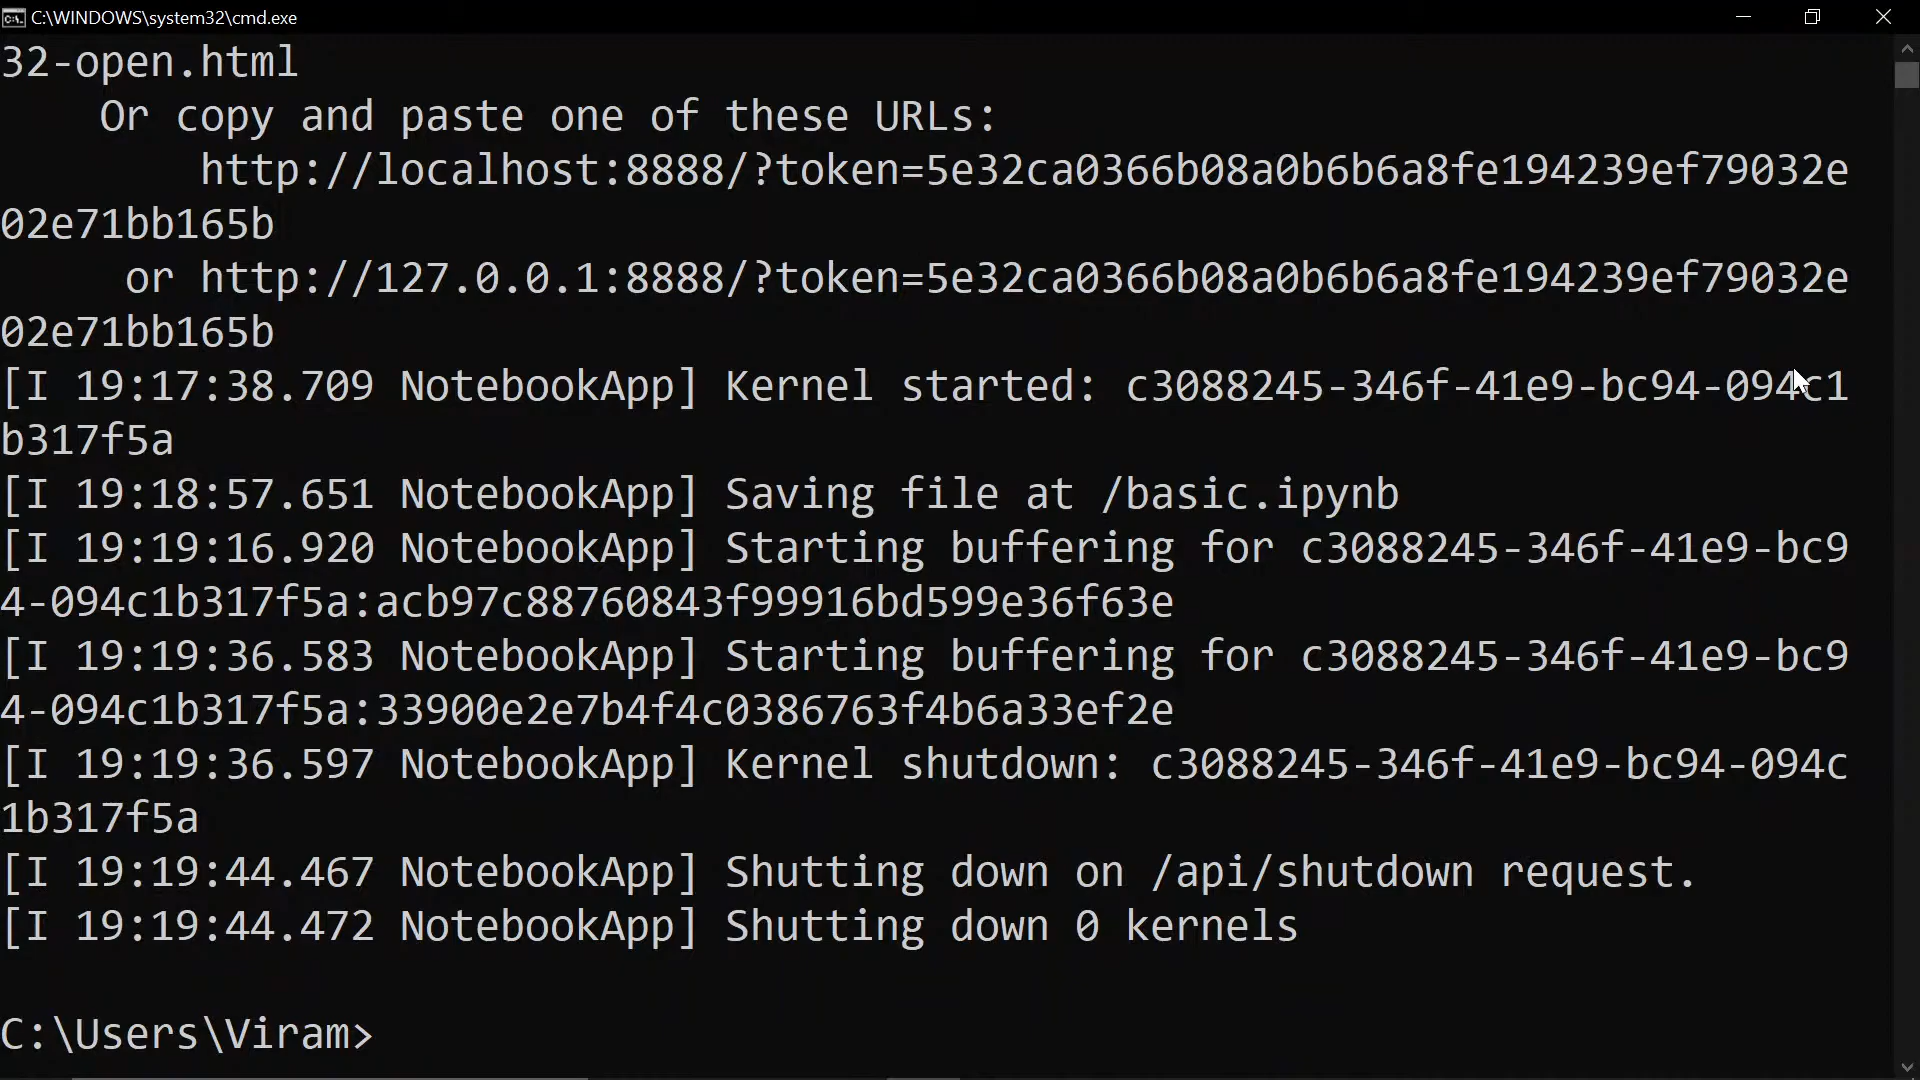 C:\WINDOWS\system32\cmd.exe
32-open.html
    Or copy and paste one of these URLs:
        http://localhost:8888/?token=5e32ca0366b08a0b6b6a8fe194239ef79032e
02e71bb165b
     or http://127.0.0.1:8888/?token=5e32ca0366b08a0b6b6a8fe194239ef79032e
02e71bb165b
[I 19:17:38.709 NotebookApp] Kernel started: c3088245-346f-41e9-bc94-094c1
b317f5a
[I 19:18:57.651 NotebookApp] Saving file at /basic.ipynb
[I 19:19:16.920 NotebookApp] Starting buffering for c3088245-346f-41e9-bc9
4-094c1b317f5a:acb97c88760843f99916bd599e36f63e
[I 19:19:36.583 NotebookApp] Starting buffering for c3088245-346f-41e9-bc9
4-094c1b317f5a:33900e2e7b4f4c0386763f4b6a33ef2e
[I 19:19:36.597 NotebookApp] Kernel shutdown: c3088245-346f-41e9-bc94-094c
1b317f5a
[I 19:19:44.467 NotebookApp] Shutting down on /api/shutdown request.
[I 19:19:44.472 NotebookApp] Shutting down 0 kernels
C:\Users\Viram>